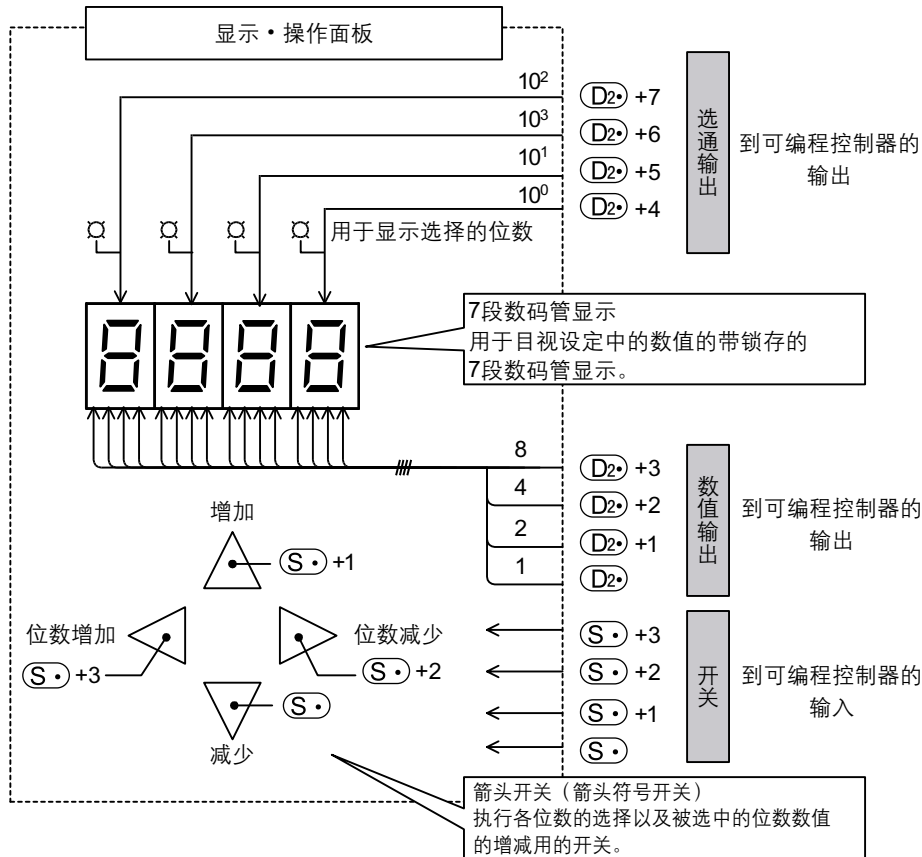 显示・操作面板
10²
D2• +7
10³
D2• +6
10¹
D2• +5
10⁰
D2• +4
选通输出
到可编程控制器的
输出
用于显示选择的位数
8888
7段数码管显示
用于目视设定中的数值的带锁存的
7段数码管显示。
8
D2• +3
4
D2• +2
2
D2• +1
1
D2•
数值输出
到可编程控制器的
输出
增加
S• +1
位数增加
S• +3
位数减少
S• +2
S•
减少
S• +3
S• +2
S• +1
S•
开关
到可编程控制器的
输入
箭头开关（箭头符号开关）
执行各位数的选择以及被选中的位数数值
的增减用的开关。